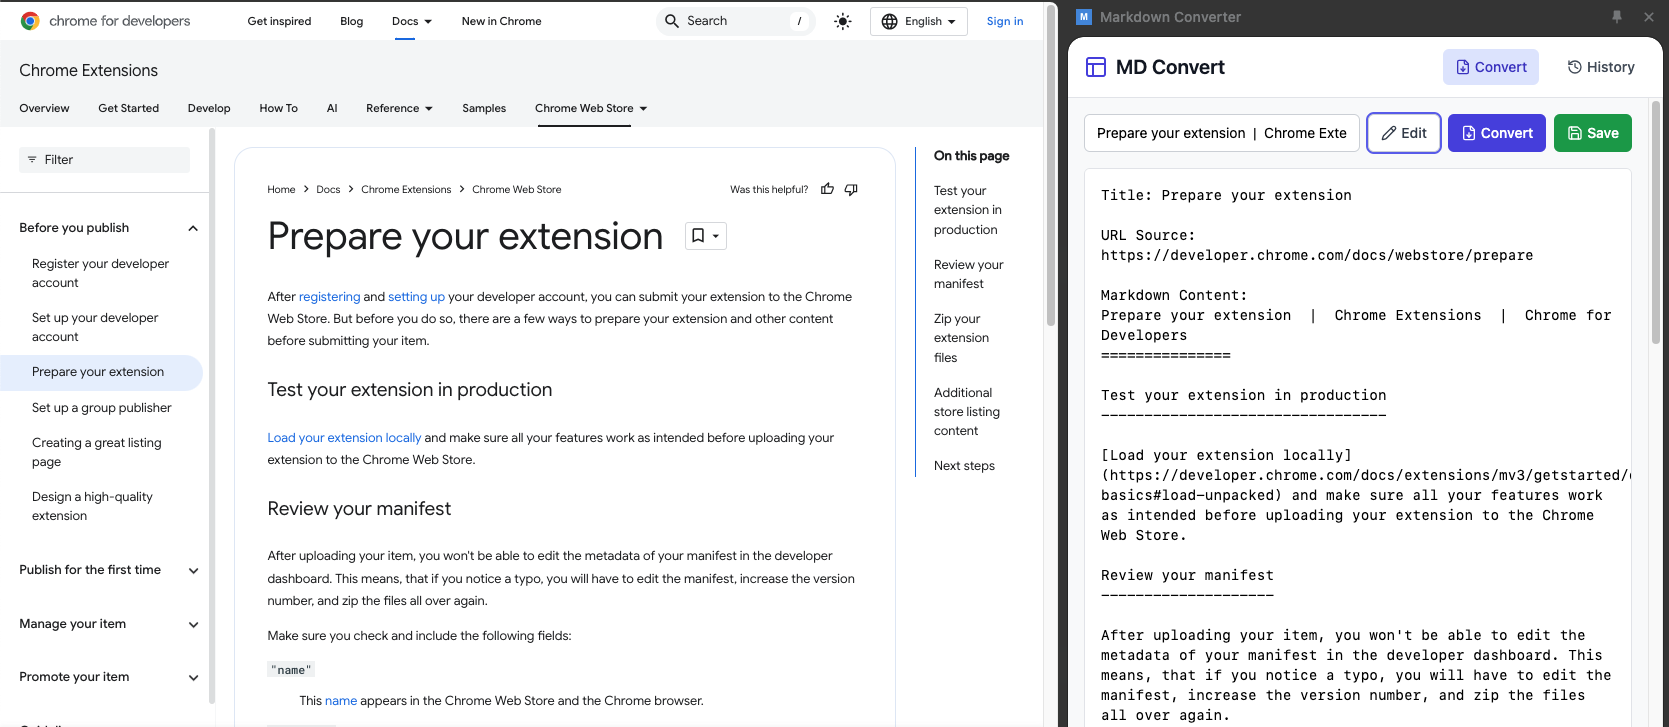 chrome for developers
Get inspired
Blog
Docs
New in Chrome
Search
/
English
Sign in
Chrome Extensions
Overview
Get Started
Develop
How To
AI
Reference
Samples
Chrome Web Store
Filter
Before you publish
Register your developer
account
Set up your developer
account
Prepare your extension
Set up a group publisher
Creating a great listing
page
Design a high-quality
extension
Publish for the first time
Manage your item
Promote your item
Home > Docs > Chrome Extensions > Chrome Web Store
Was this helpful?
Prepare your extension
After registering and setting up your developer account, you can submit your extension to the Chrome
Web Store. But before you do so, there are a few ways to prepare your extension and other content
before submitting your item.
Test your extension in production
Load your extension locally and make sure all your features work as intended before uploading your
extension to the Chrome Web Store.
Review your manifest
After uploading your item, you won't be able to edit the metadata of your manifest in the developer
dashboard. This means, that if you notice a typo, you will have to edit the manifest, increase the version
number, and zip the files all over again.
Make sure you check and include the following fields:
"name"
This name appears in the Chrome Web Store and the Chrome browser.
On this page
Test your
extension in
production
Review your
manifest
Zip your
extension
files
Additional
store listing
content
Next steps
M
Markdown Converter
MD Convert
Convert
History
Prepare your extension | Chrome Exte
Edit
Convert
Save
Title: Prepare your extension
URL Source:
https://developer.chrome.com/docs/webstore/prepare
Markdown Content:
Prepare your extension | Chrome Extensions | Chrome for
Developers
===============
Test your extension in production
---------------------------------
[Load your extension locally]
(https://developer.chrome.com/docs/extensions/mv3/getstarted/
basics#load-unpacked) and make sure all your features work
as intended before uploading your extension to the Chrome
Web Store.
Review your manifest
--------------------
After uploading your item, you won't be able to edit the
metadata of your manifest in the developer dashboard. This
means, that if you notice a typo, you will have to edit the
manifest, increase the version number, and zip the files
all over again.